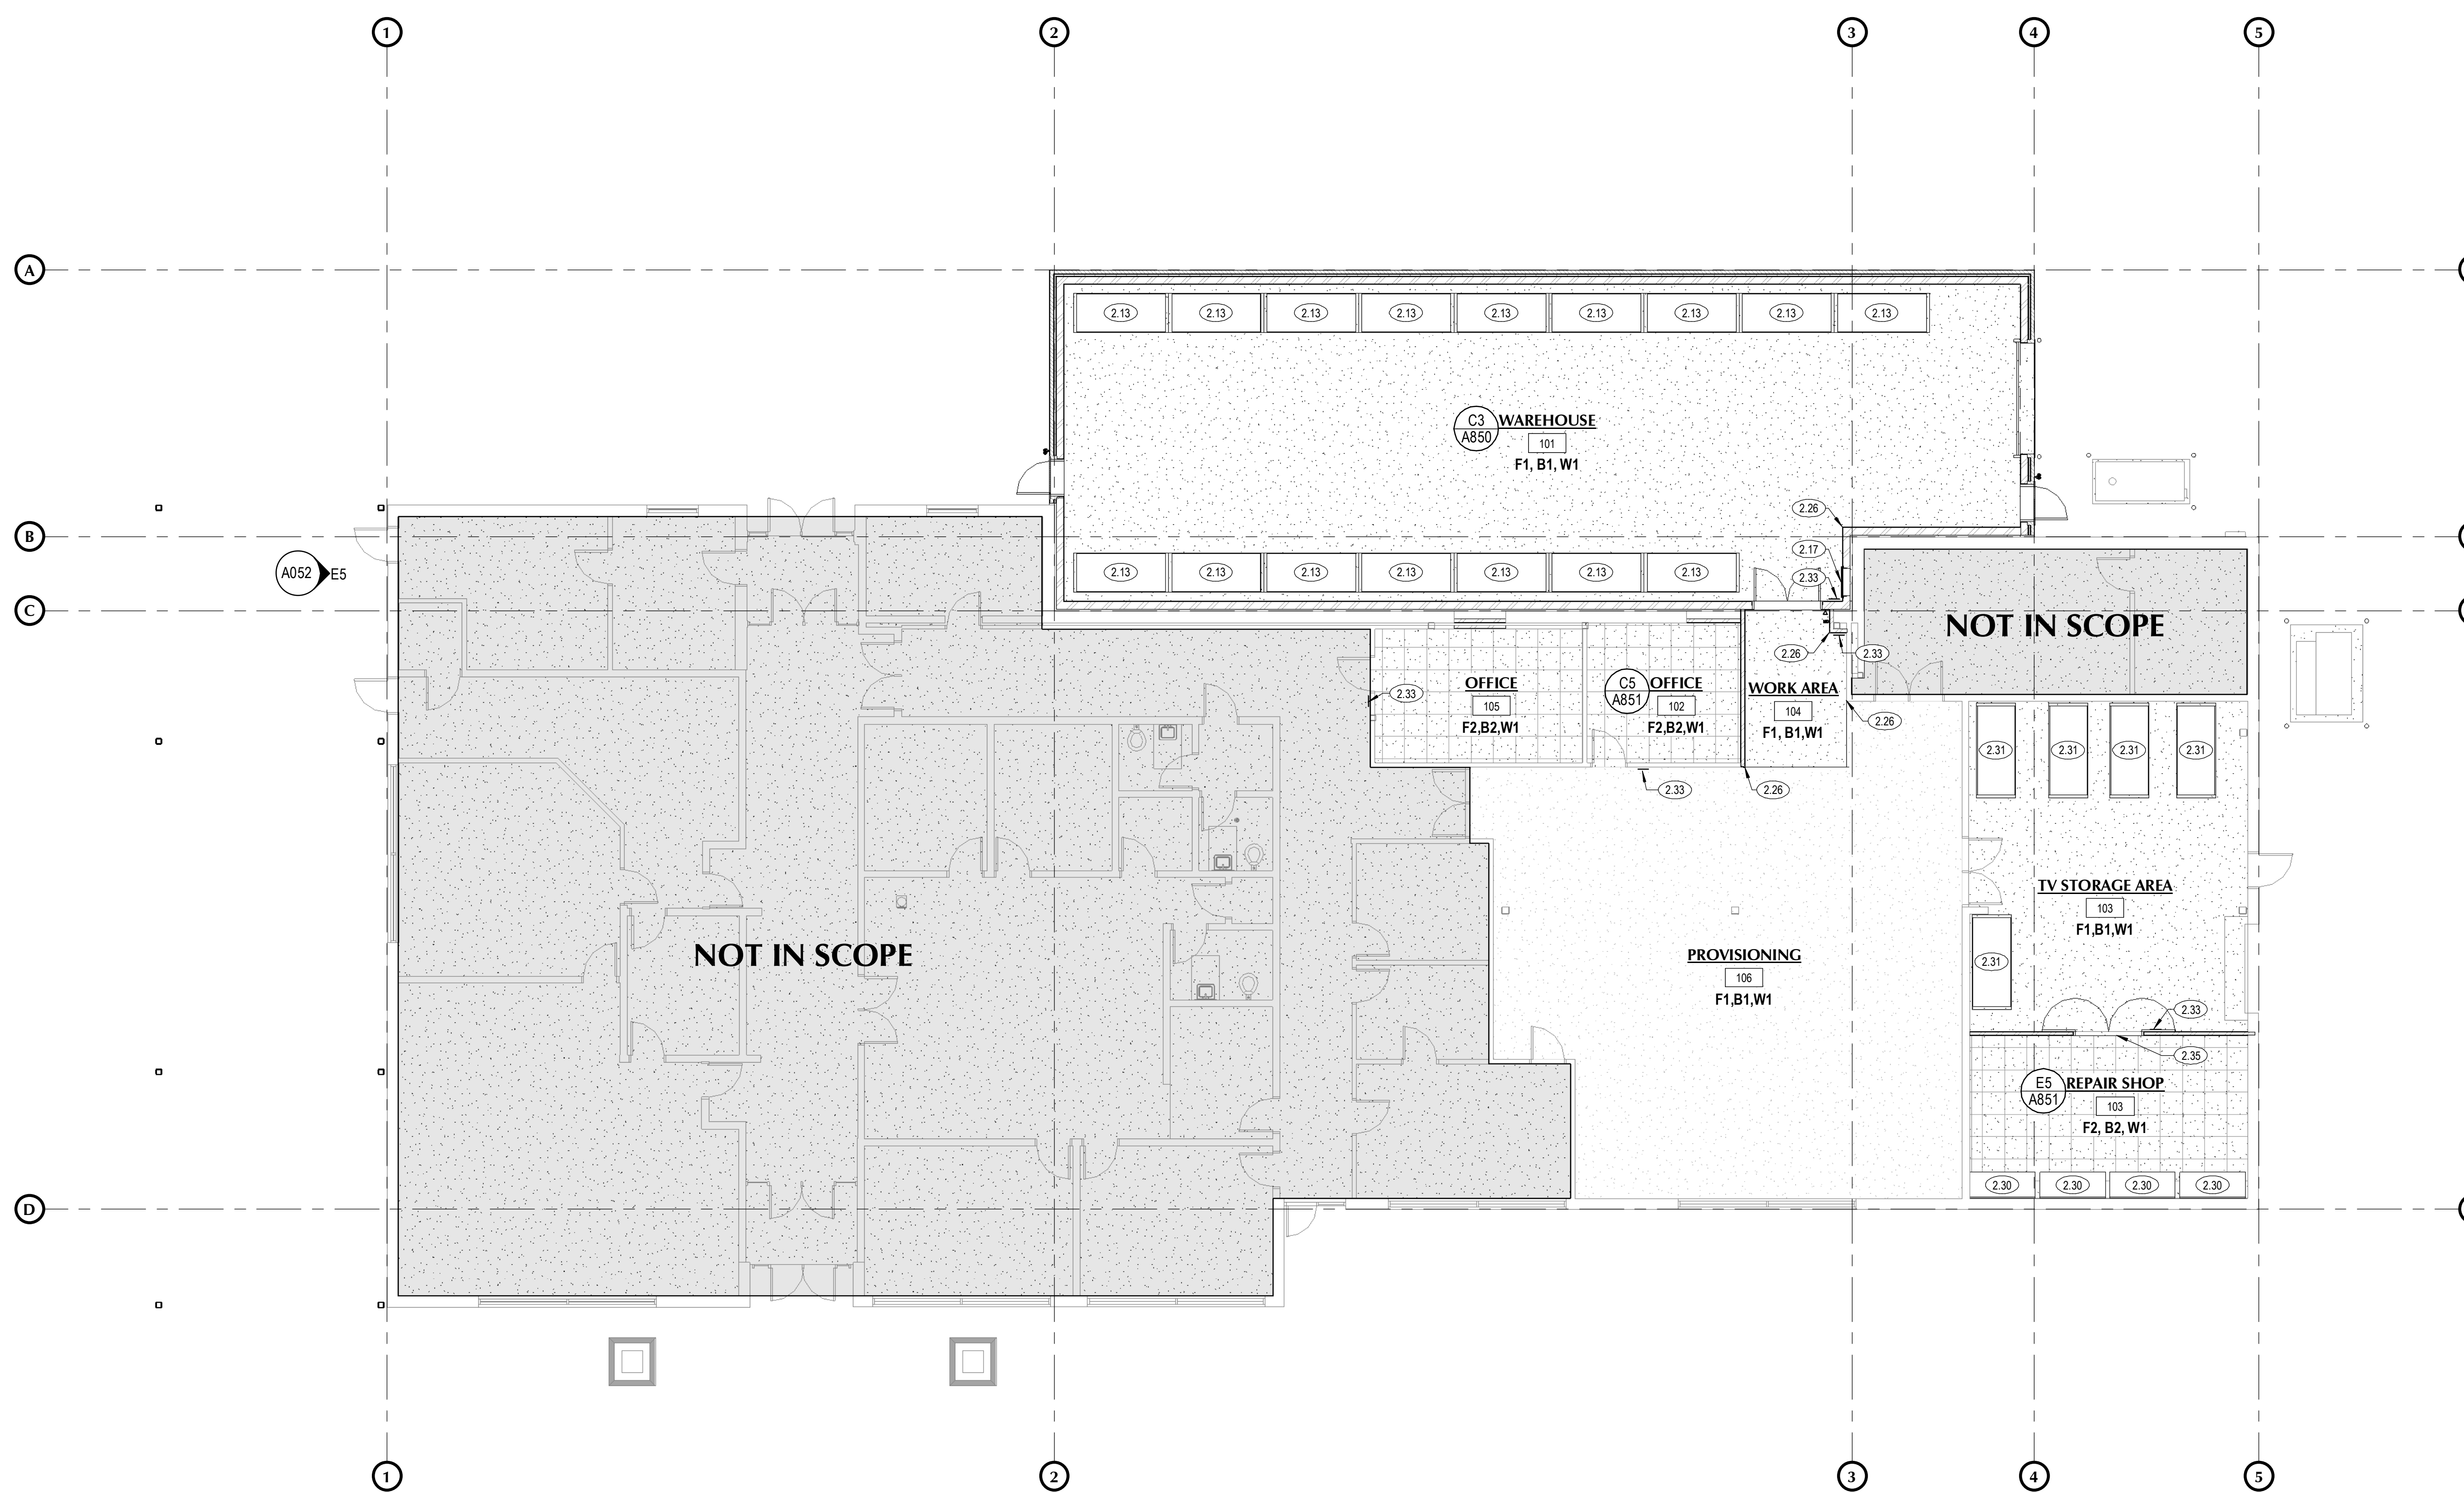 1
2
3
4
5
A
2.13
2.13
2.13
2.13
2.13
2.13
2.13
2.13
2.13
C3
A850
WAREHOUSE
101
F1, B1, W1
2.26
B
2.17
A052
E5
2.13
2.13
2.13
2.13
2.13
2.13
2.13
2.33
C
NOT IN SCOPE
2.26
2.33
OFFICE
105
F2,B2,W1
2.33
C5
A851
OFFICE
102
F2,B2,W1
WORK AREA
104
F1, B1,W1
2.26
2.31
2.31
2.31
2.31
2.33
2.26
TV STORAGE AREA
103
F1,B1,W1
NOT IN SCOPE
PROVISIONING
106
F1,B1,W1
2.31
2.33
2.35
E5
A851
REPAIR SHOP
103
F2, B2, W1
2.30
2.30
2.30
2.30
D
1
2
3
4
5